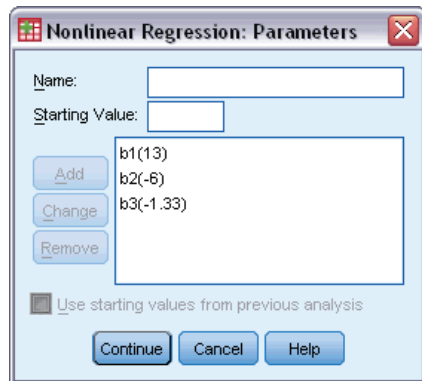 Nonlinear Regression: Parameters
Name:
Starting Value:
b1(13)
b2(-6)
b3(-1.33)
Add
Change
Remove
Use starting values from previous analysis
Continue
Cancel
Help